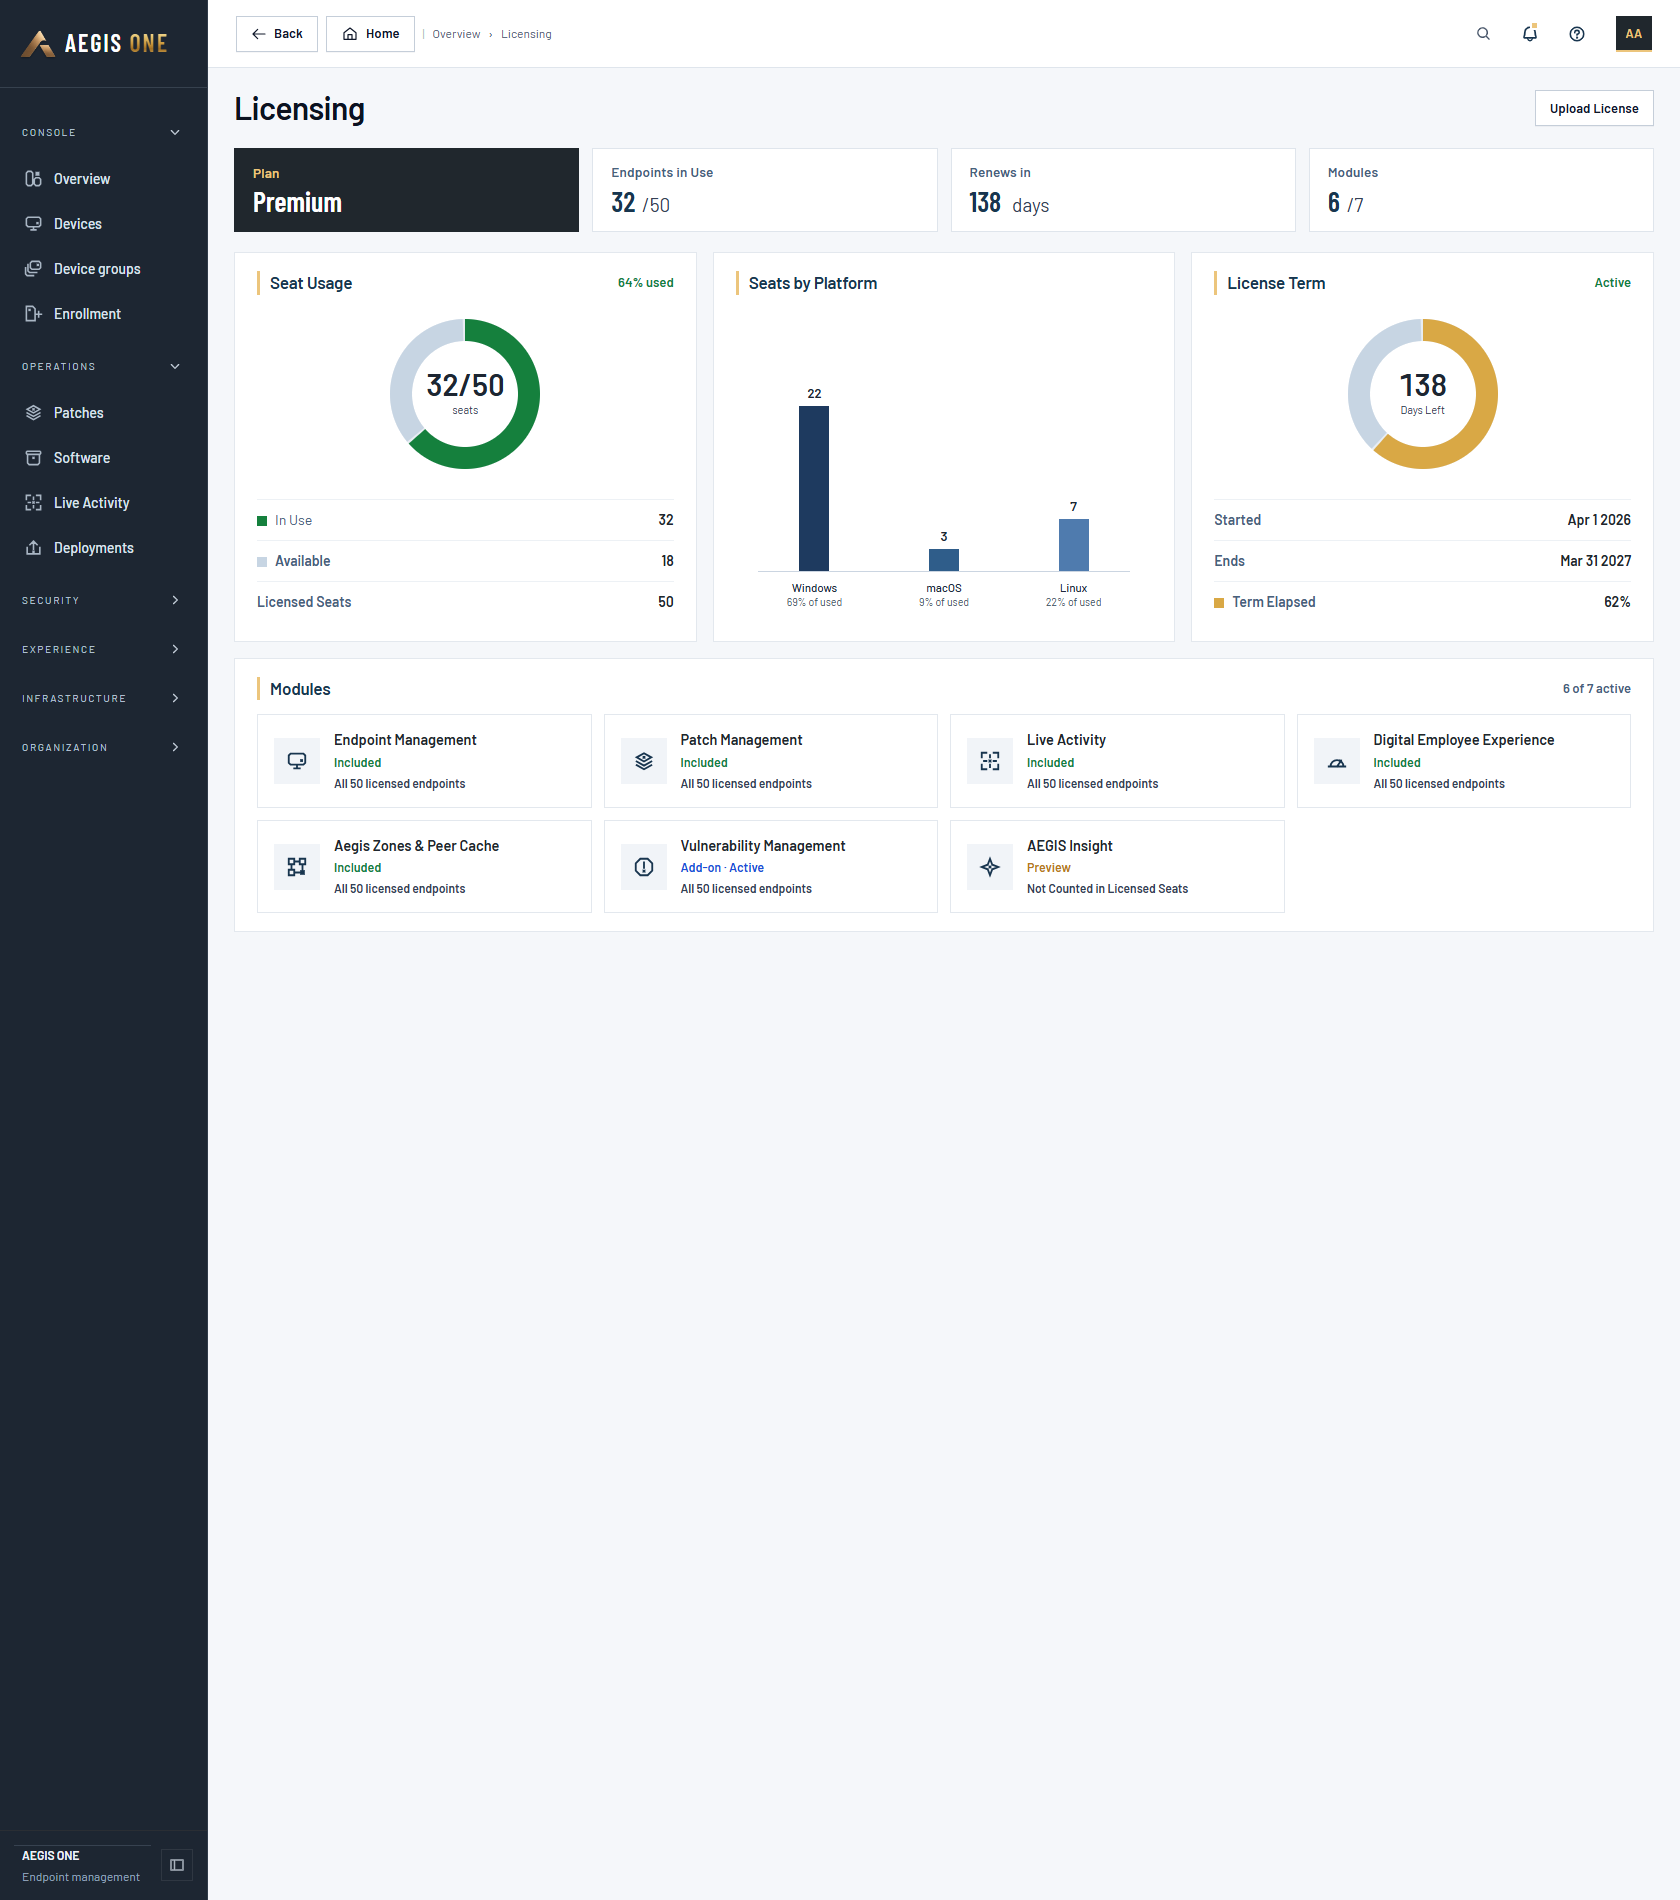 AEGIS ONE
CONSOLE
Overview
Devices
Device groups
Enrollment
OPERATIONS
Patches
Software
Live Activity
Deployments
SECURITY
EXPERIENCE
INFRASTRUCTURE
ORGANIZATION
AEGIS ONE
Endpoint management
Back
Home
Overview › Licensing
AA
Licensing
Upload License
Plan
Premium
Endpoints in Use
32 /50
Renews in
138 days
Modules
6 /7
Seat Usage
64% used
32/50
seats
In Use 32
Available 18
Licensed Seats 50
Seats by Platform
22
3
7
Windows
69% of used
macOS
9% of used
Linux
22% of used
License Term
Active
138
Days Left
Started Apr 1 2026
Ends Mar 31 2027
Term Elapsed 62%
Modules
6 of 7 active
Endpoint Management
Included
All 50 licensed endpoints
Patch Management
Included
All 50 licensed endpoints
Live Activity
Included
All 50 licensed endpoints
Digital Employee Experience
Included
All 50 licensed endpoints
Aegis Zones & Peer Cache
Included
All 50 licensed endpoints
Vulnerability Management
Add-on · Active
All 50 licensed endpoints
AEGIS Insight
Preview
Not Counted in Licensed Seats